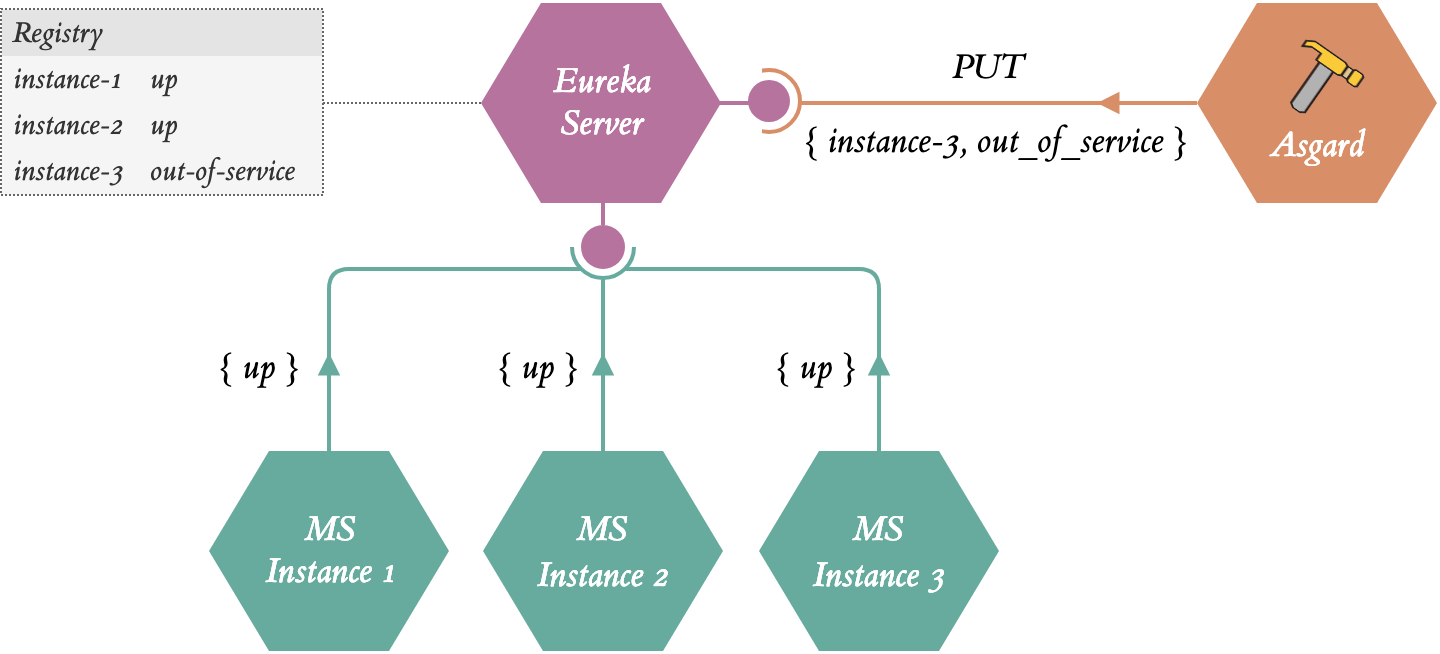 Registry
instance-1 up
instance-2 up
instance-3 out-of-service
Eureka
Server
PUT
{ instance-3, out_of_service }
Asgard
{ up }
{ up }
{ up }
MS
Instance 1
MS
Instance 2
MS
Instance 3